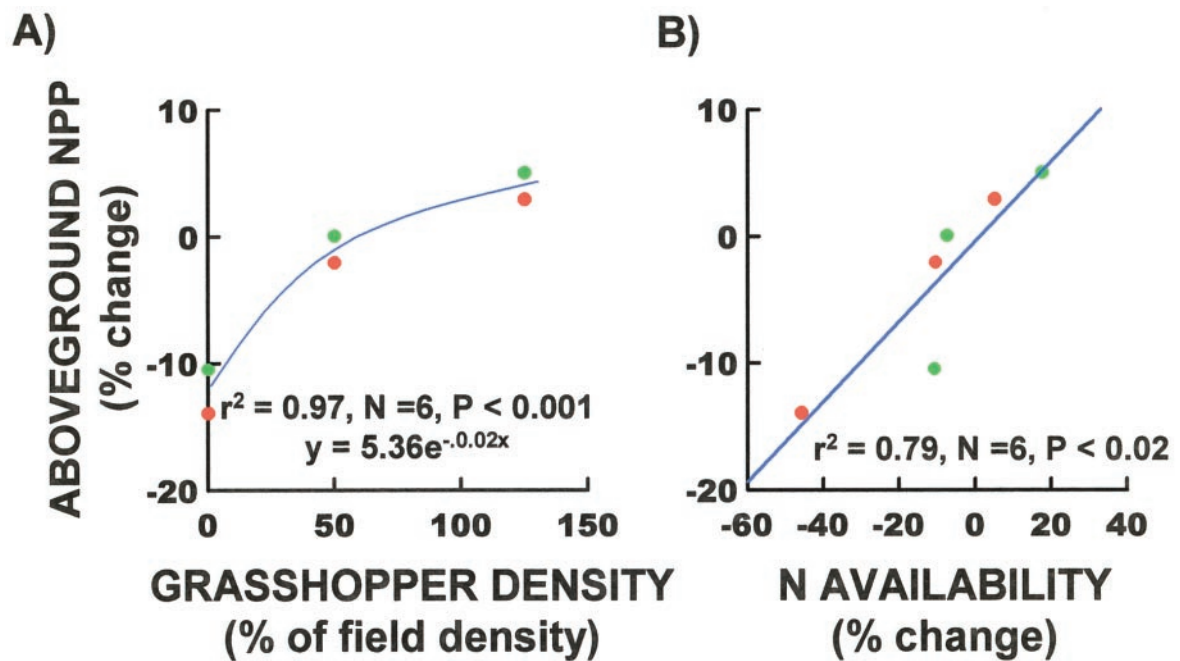 A)
ABOVEGROUND NPP
(% change)
10
0
-10
-20
0 50 100 150
r² = 0.97, N =6, P < 0.001
y = 5.36e^-.0.02x
GRASSHOPPER DENSITY
(% of field density)
B)
10
0
-10
-20
-60 -40 -20 0 20 40
r² = 0.79, N =6, P < 0.02
N AVAILABILITY
(% change)